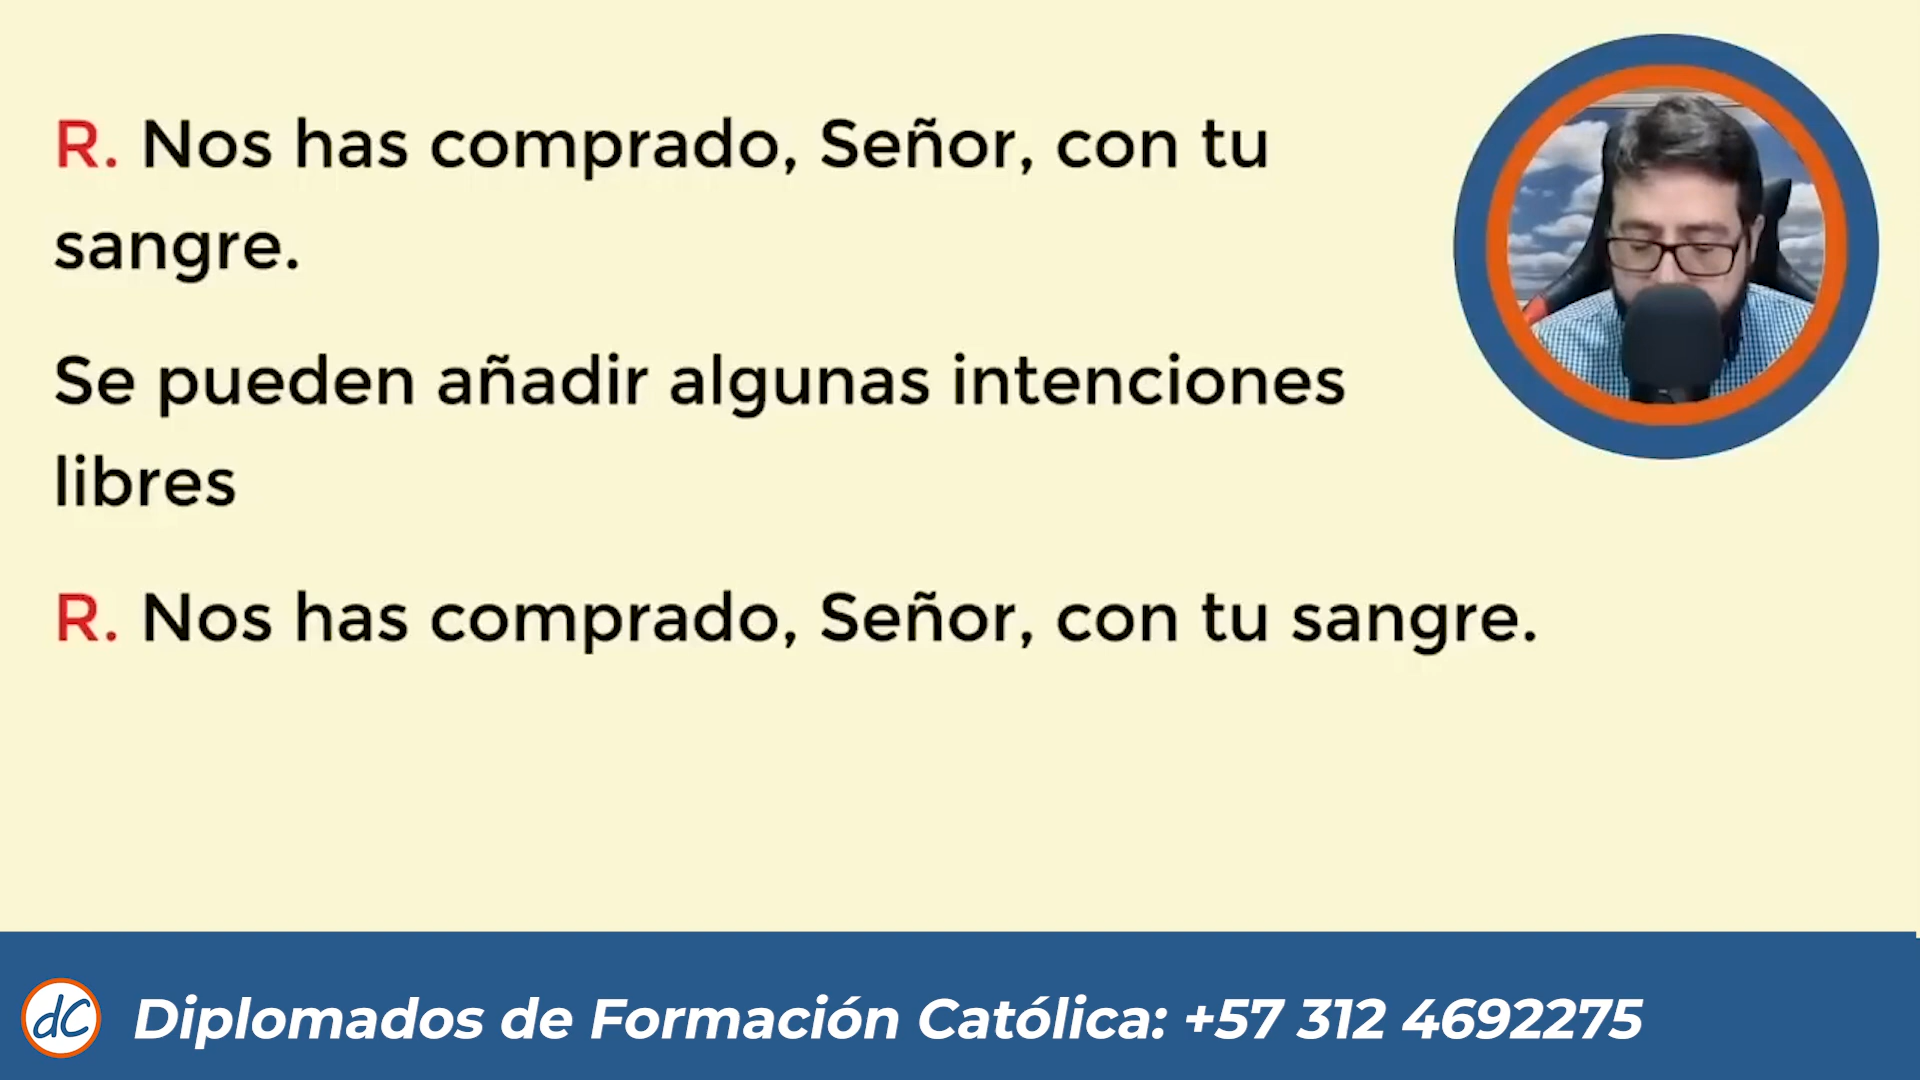 R. Nos has comprado, Señor, con tu
sangre.
Se pueden añadir algunas intenciones
libres
R. Nos has comprado, Señor, con tu sangre.
dC Diplomados de Formación Católica: +57 312 4692275